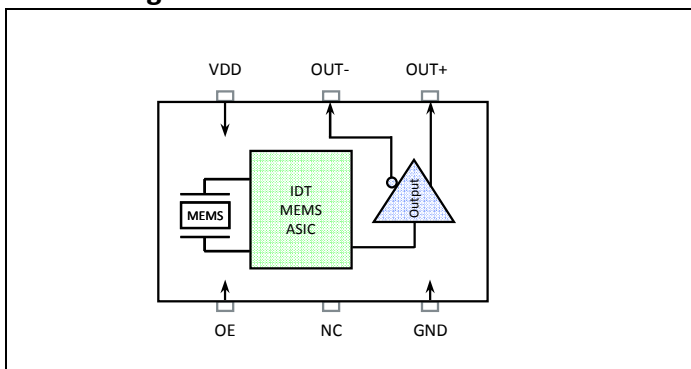 VDD OUT- OUT+
IDT
MEMS
ASIC
MEMS
Output
OE NC GND